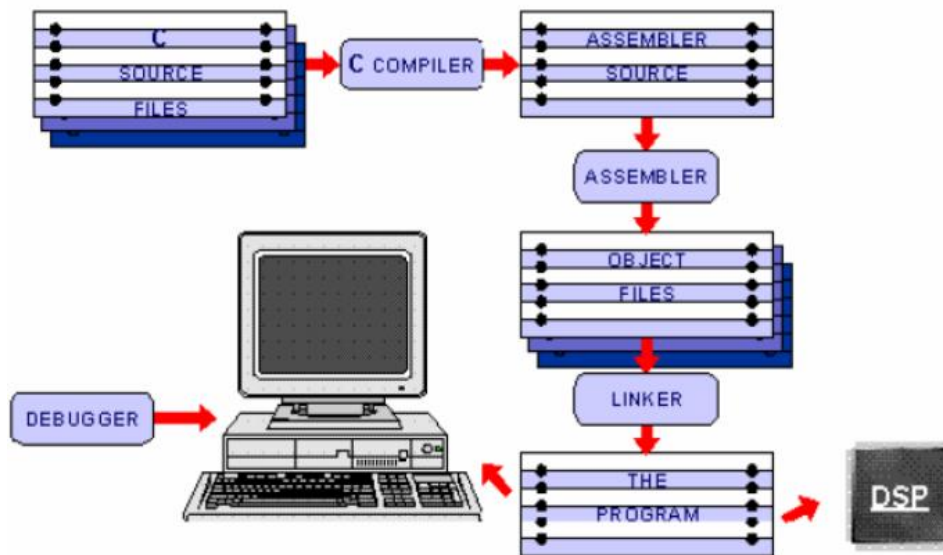 C
SOURCE
FILES
C COMPILER
ASSEMBLER
SOURCE
ASSEMBLER
OBJECT
FILES
LINKER
DEBUGGER
THE
PROGRAM
DSP